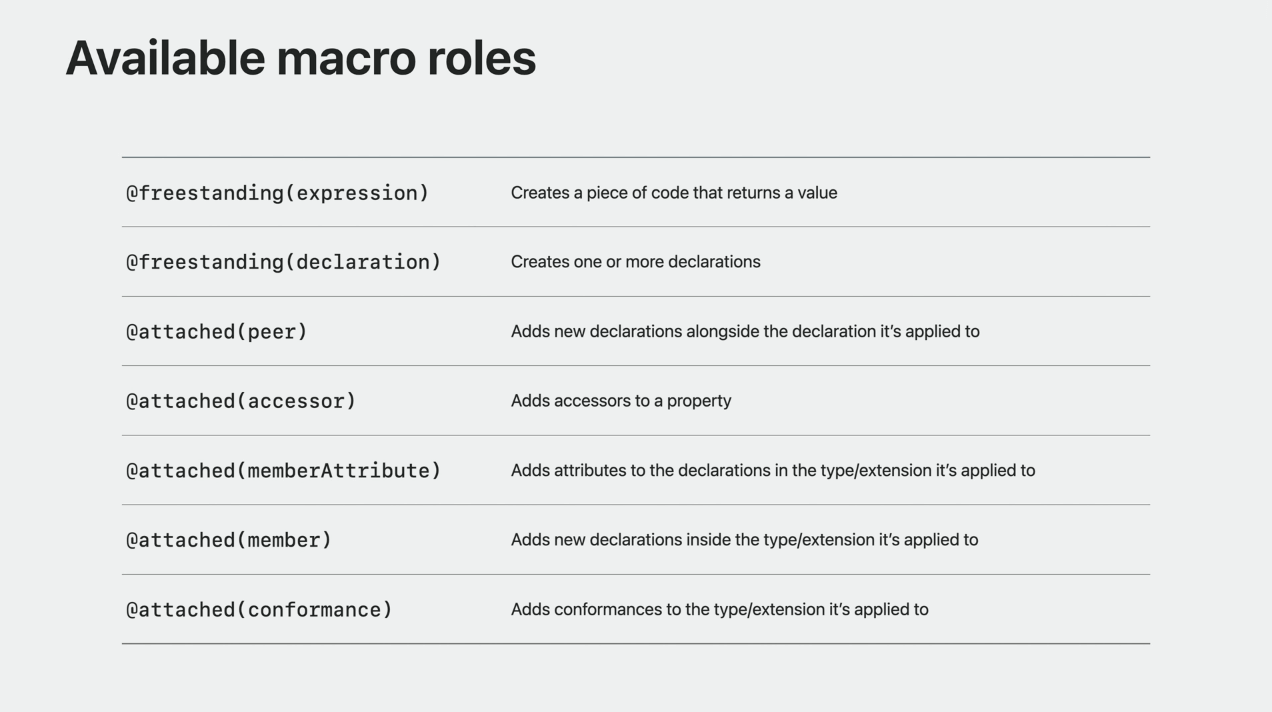 Available macro roles
@freestanding(expression) Creates a piece of code that returns a value
@freestanding(declaration) Creates one or more declarations
@attached(peer) Adds new declarations alongside the declaration it’s applied to
@attached(accessor) Adds accessors to a property
@attached(memberAttribute) Adds attributes to the declarations in the type/extension it’s applied to
@attached(member) Adds new declarations inside the type/extension it’s applied to
@attached(conformance) Adds conformances to the type/extension it’s applied to